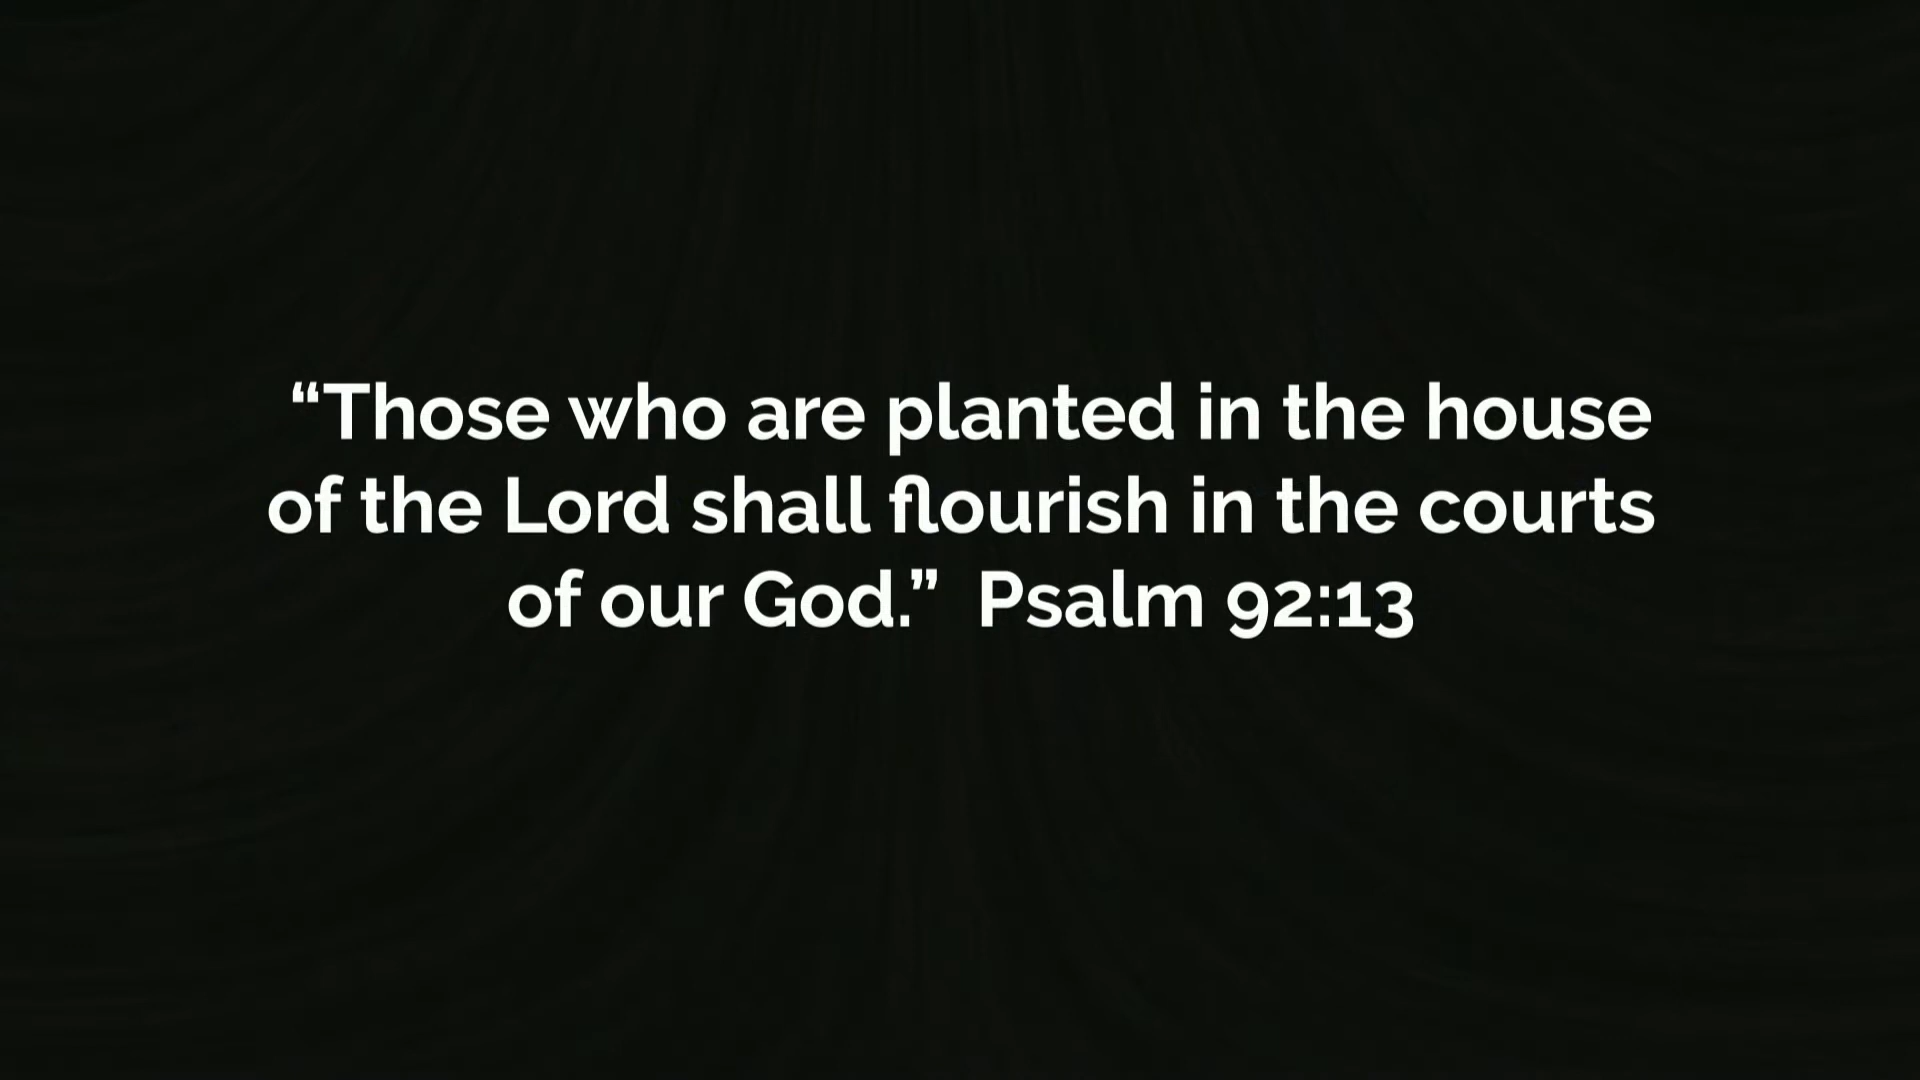 “Those who are planted in the house
of the Lord shall flourish in the courts
of our God.”  Psalm 92:13